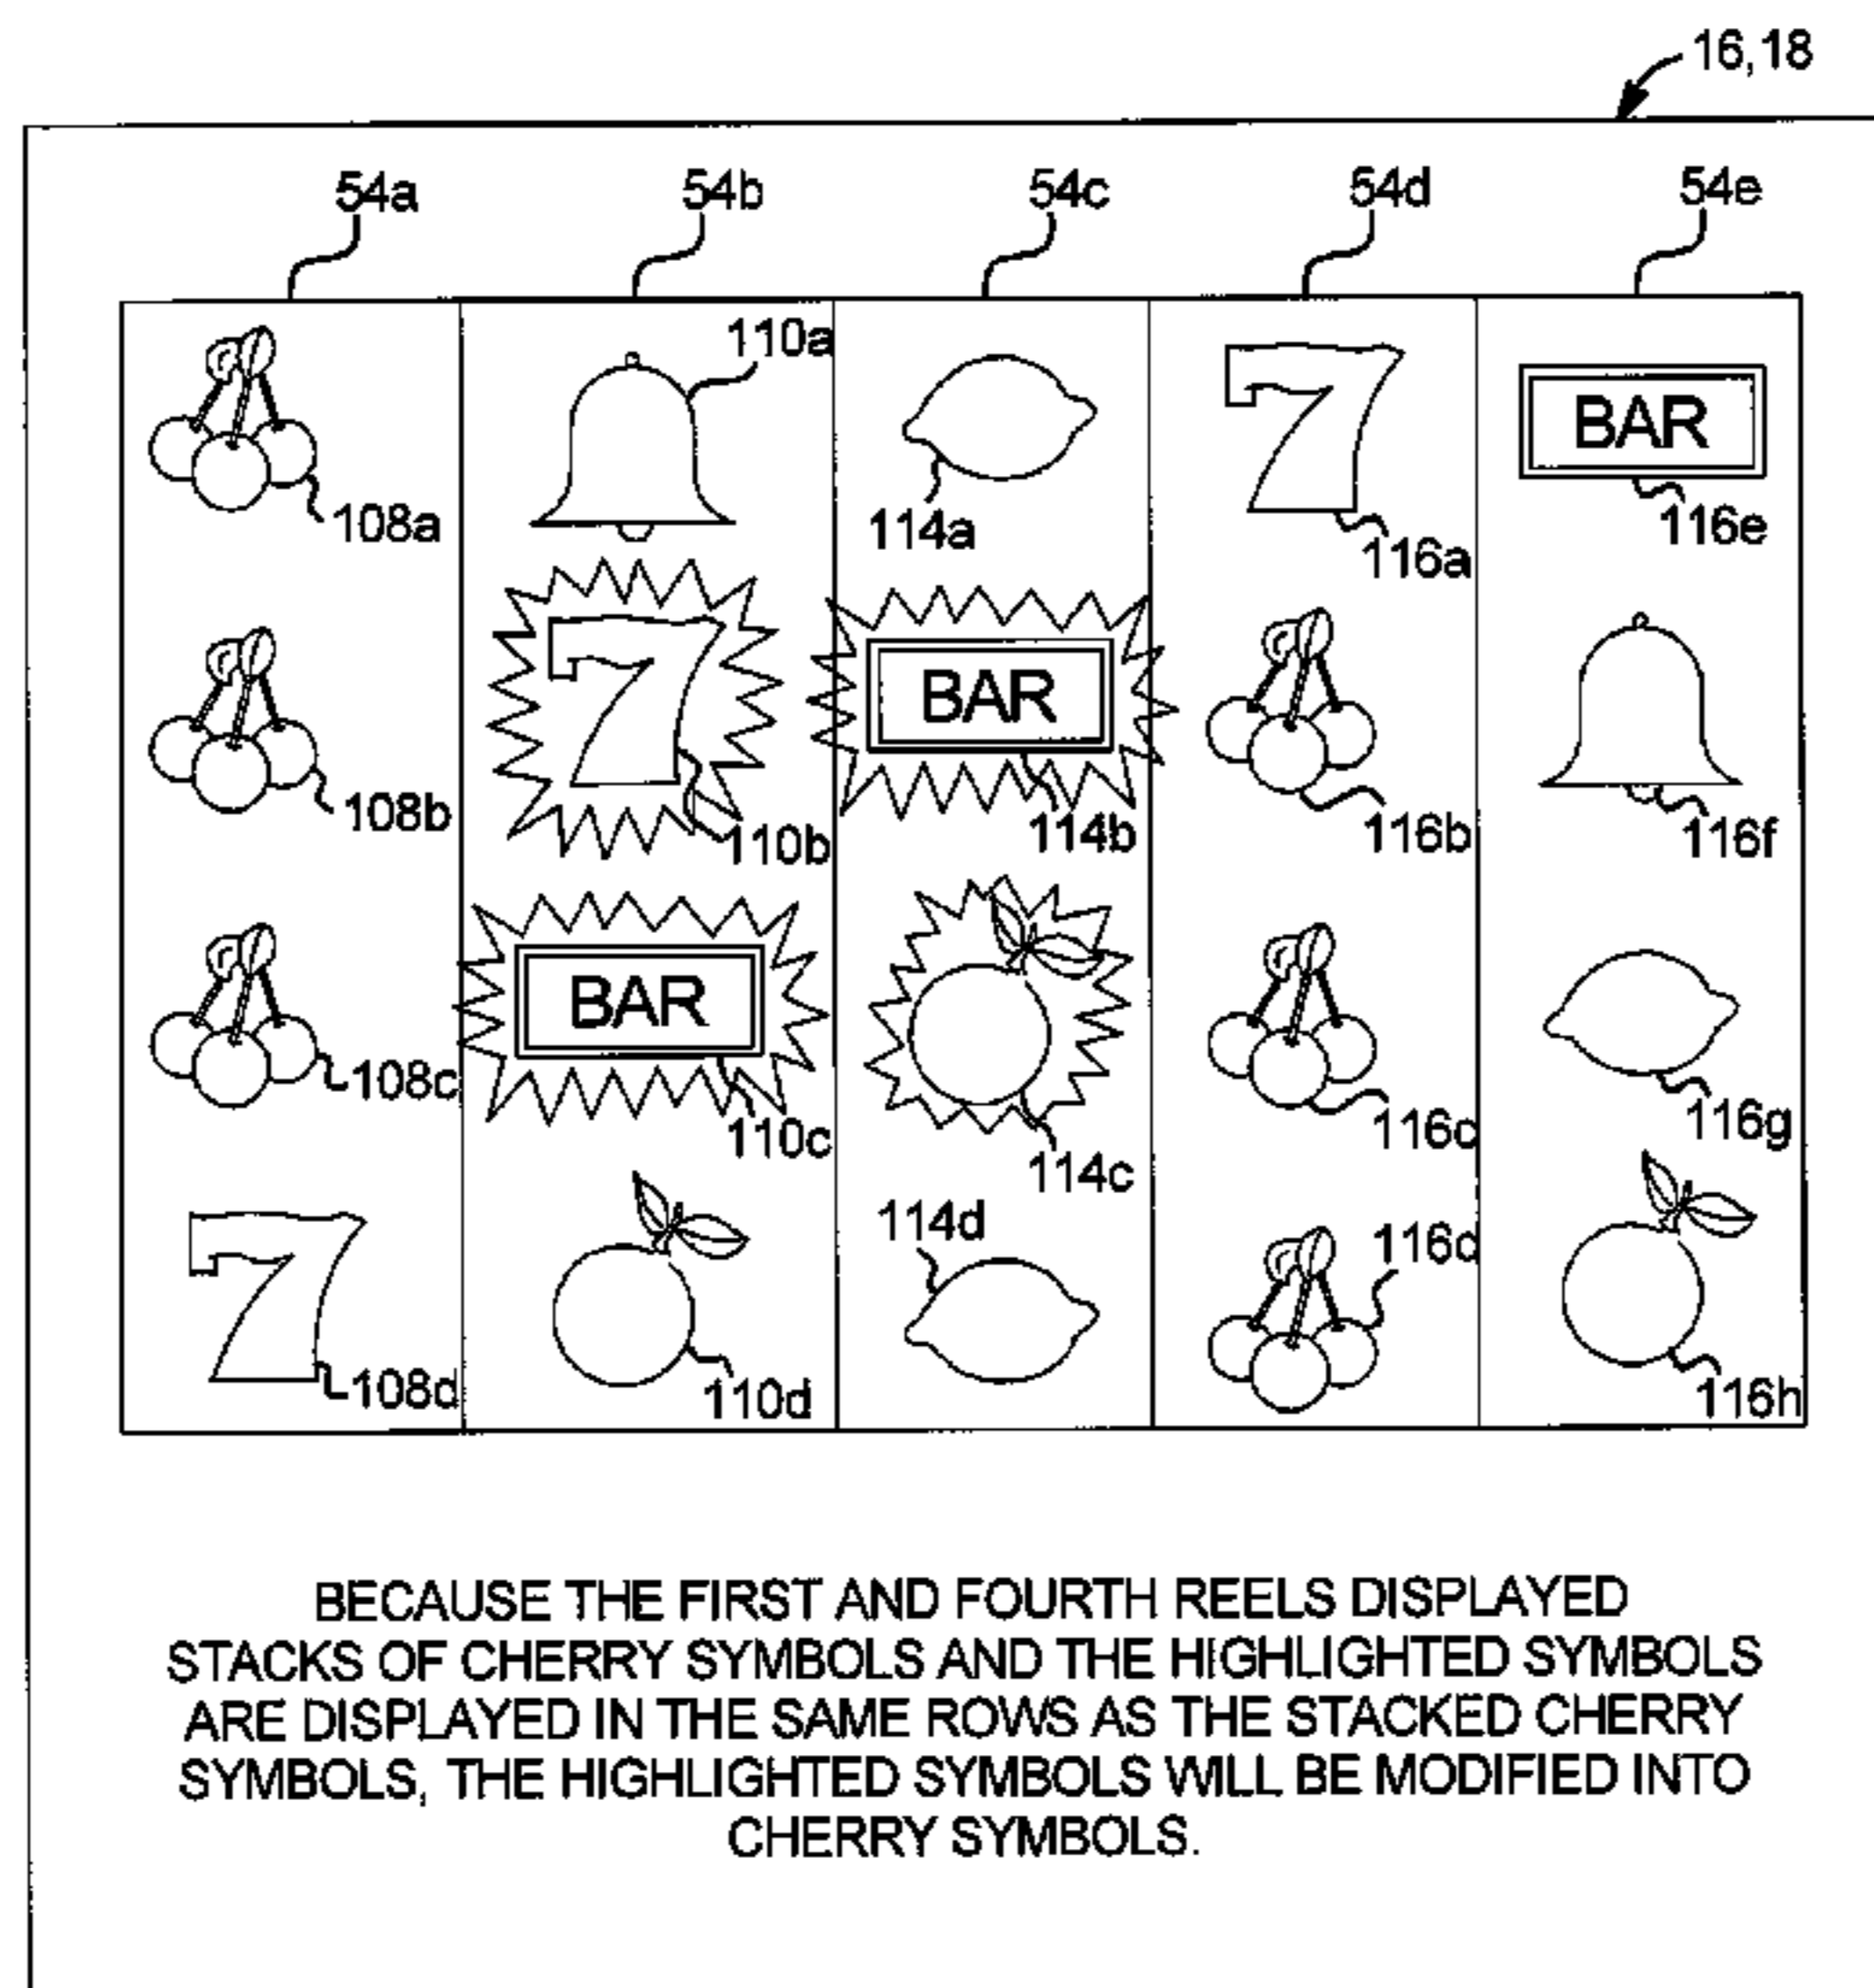 16,18
54a 54b 54c 54d 54e
110a
BAR
108a 114a 116a 116e
BAR
108b 110b 114b 116b 116f
BAR
108c 110c 114c 116c 116g
114d 116d
108d 110d 116h
BECAUSE THE FIRST AND FOURTH REELS DISPLAYED
STACKS OF CHERRY SYMBOLS AND THE HIGHLIGHTED SYMBOLS
ARE DISPLAYED IN THE SAME ROWS AS THE STACKED CHERRY
SYMBOLS, THE HIGHLIGHTED SYMBOLS WILL BE MODIFIED INTO
CHERRY SYMBOLS.